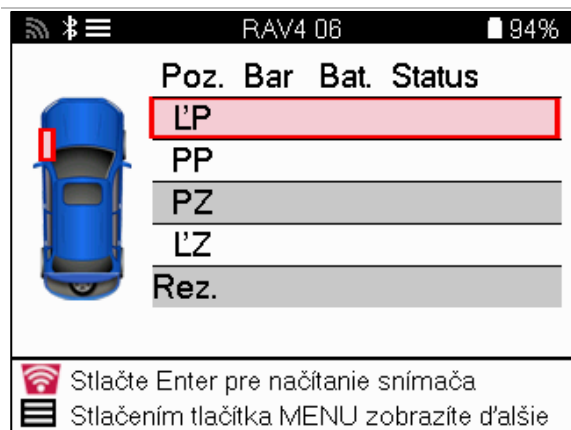 RAV4 06 94%
Poz. Bar Bat. Status
ĽP
PP
PZ
ĽZ
Rez.
Stlačte Enter pre načítanie snímača
Stlačením tlačítka MENU zobrazíte ďalšie